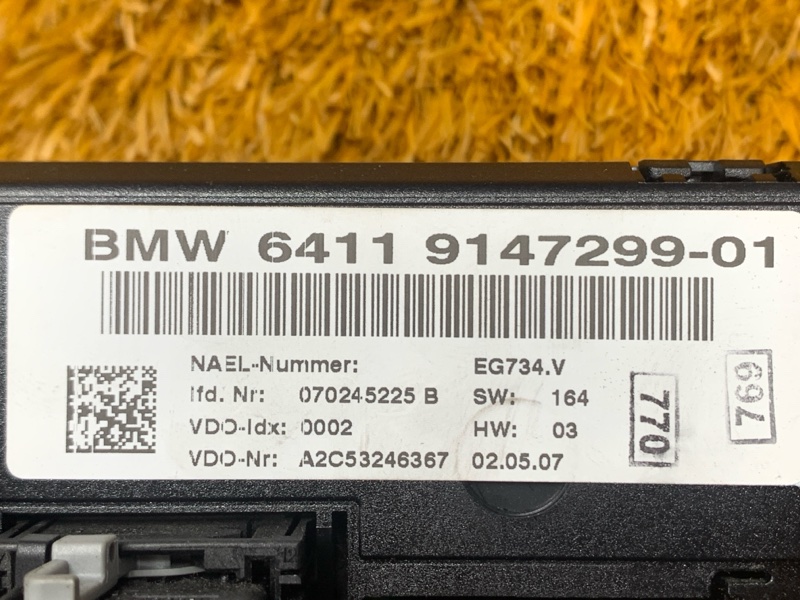 BMW 6411 9147299-01
NAEL-Nummer: EG734.V
lfd. Nr: 070245225 B SW: 164
VDO-Idx: 0002 HW: 03
VDO-Nr: A2C53246367 02.05.07
770
769